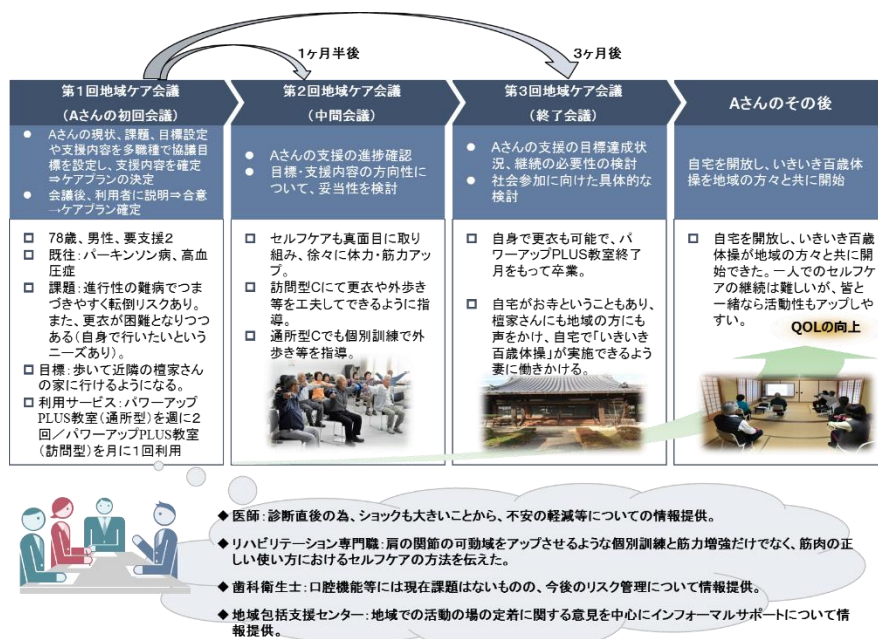 1ヶ月半後
3ヶ月後
第1回地域ケア会議
(Aさんの初回会議)
● Aさんの現状、課題、目標設定
や支援内容を多職種で協議目
標を設定し、支援内容を確定
⇒ケアプランの決定
● 会議後、利用者に説明⇒合意
→ケアプラン確定
□ 78歳、男性、要支援2
□ 既往:パーキンソン病、高血
圧症
□ 課題:進行性の難病でつま
づきやすく転倒リスクあり。
また、更衣が困難となりつつ
ある(自身で行いたいという
ニーズあり)。
□ 目標:歩いて近隣の檀家さん
の家に行けるようになる。
□ 利用サービス:パワーアップ
PLUS教室(通所型)を週に2
回/パワーアップPLUS教室
(訪問型)を月に1回利用
第2回地域ケア会議
(中間会議)
● Aさんの支援の進捗確認
● 目標・支援内容の方向性に
ついて、妥当性を検討
□ セルフケアも真面目に取り
組み、徐々に体力・筋力アッ
プ。
□ 訪問型Cにて更衣や外歩き
等を工夫してできるように指
導。
□ 通所型Cでも個別訓練で外
歩き等を指導。
第3回地域ケア会議
(終了会議)
● Aさんの支援の目標達成状
況、継続の必要性の検討
● 社会参加に向けた具体的な
検討
□ 自身で更衣も可能で、パ
ワーアップPLUS教室終了
月をもって卒業。
□ 自宅がお寺ということもあり、
檀家さんにも地域の方にも
声をかけ、自宅で「いきいき
百歳体操」が実施できるよう
妻に働きかける。
Aさんのその後
自宅を開放し、いきいき百歳体
操を地域の方々と共に開始
□ 自宅を開放し、いきいき百歳
体操が地域の方々と共に開
始できた。一人でのセルフケ
アの継続は難しいが、皆と
一緒なら活動性もアップしや
すい。
QOLの向上
◆ 医師:診断直後の為、ショックも大きいことから、不安の軽減等についての情報提供。
◆ リハビリテーション専門職:肩の関節の可動域をアップさせるような個別訓練と筋力増強だけでなく、筋肉の正
しい使い方におけるセルフケアの方法を伝えた。
◆ 歯科衛生士:口腔機能等には現在課題はないものの、今後のリスク管理について情報提供。
◆ 地域包括支援センター:地域での活動の場の定着に関する意見を中心にインフォーマルサポートについて情
報提供。